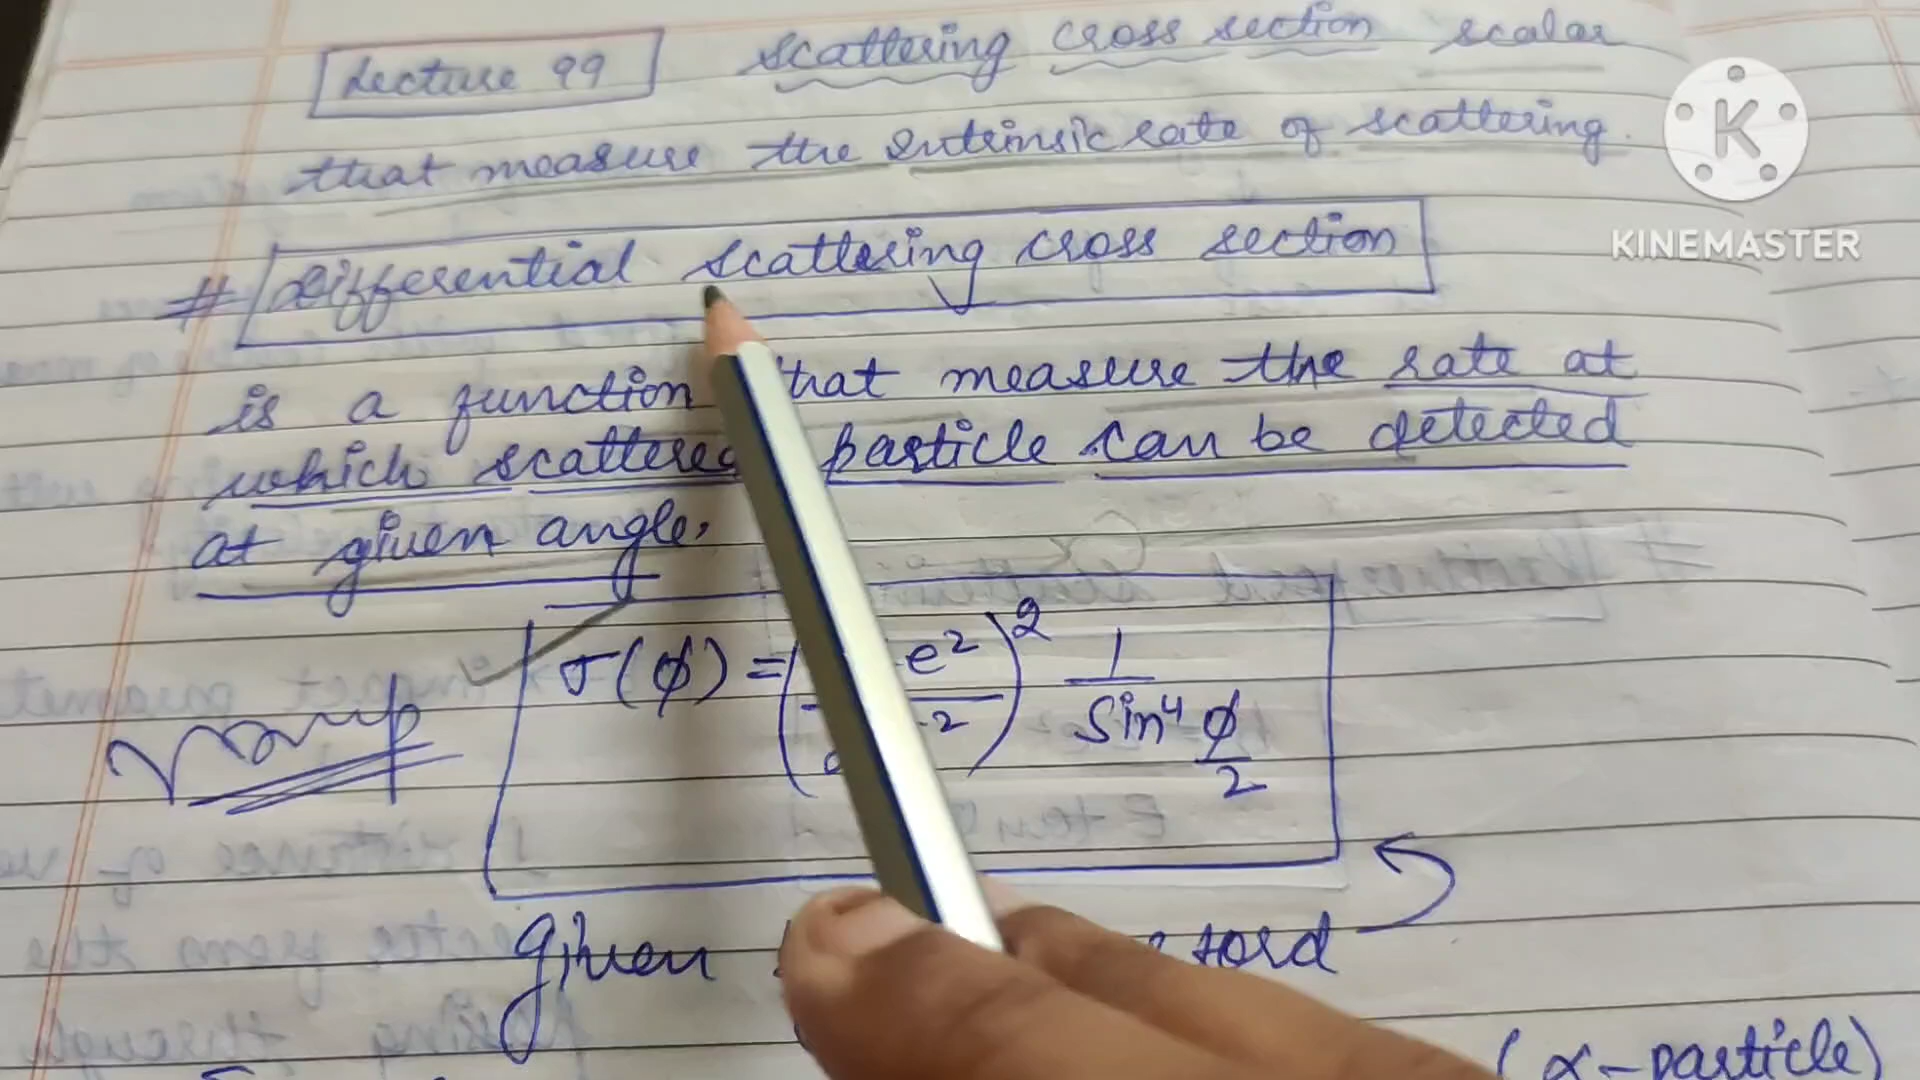 Lecture 99 scattering cross section scalar
that measure the intrinsic rate of scattering.
KINEMASTER
# Differential scattering cross section
is a function that measure the rate at
which scattered particle can be detected
at given angle.
σ(φ) = ( e² / ² )² 1 / Sin⁴ φ/2
given
(α-particle)